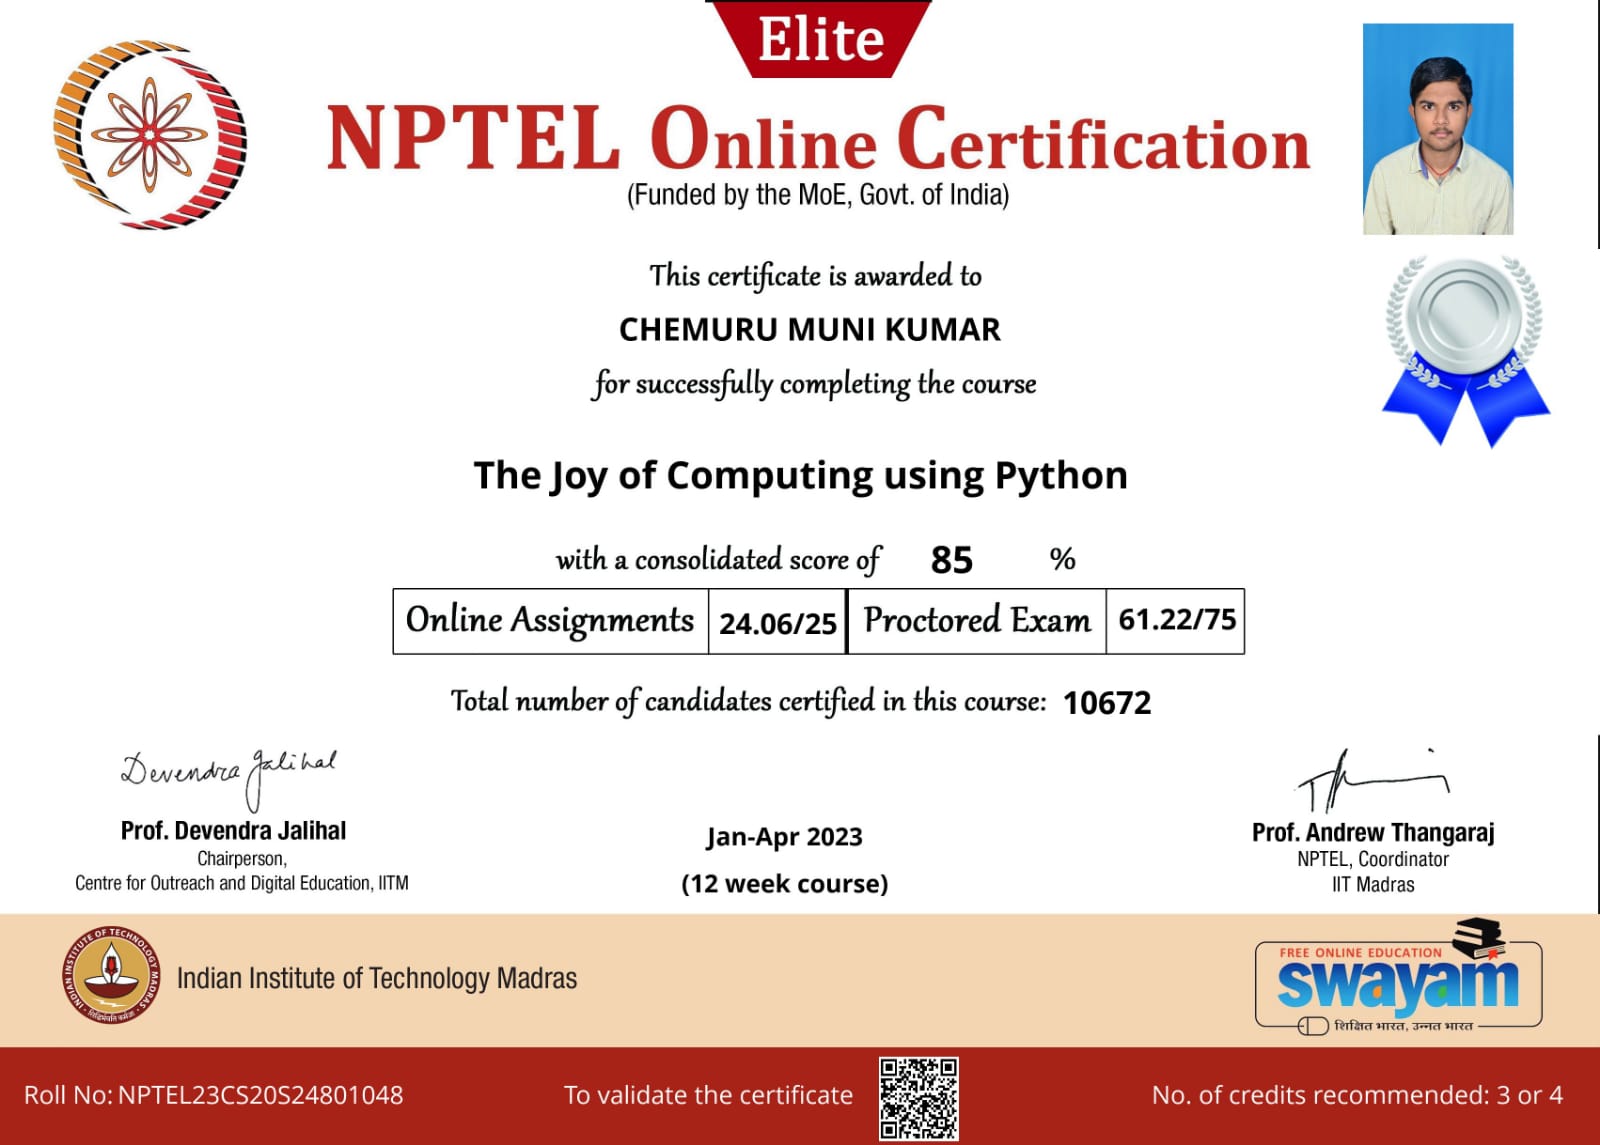 Elite
NPTEL Online Certification
(Funded by the MoE, Govt. of India)
This certificate is awarded to
CHEMURU MUNI KUMAR
for successfully completing the course
The Joy of Computing using Python
with a consolidated score of 85 %
Online Assignments 24.06/25 Proctored Exam 61.22/75
Total number of candidates certified in this course: 10672
Devendra Jalihal
Prof. Devendra Jalihal
Chairperson,
Centre for Outreach and Digital Education, IITM
Jan-Apr 2023
(12 week course)
Prof. Andrew Thangaraj
NPTEL, Coordinator
IIT Madras
INDIAN INSTITUTE OF TECHNOLOGY MADRAS
सिद्धिर्भवति कर्मजा
Indian Institute of Technology Madras
FREE ONLINE EDUCATION
swayam
शिक्षित भारत, उन्नत भारत
Roll No: NPTEL23CS20S24801048
To validate the certificate
No. of credits recommended: 3 or 4